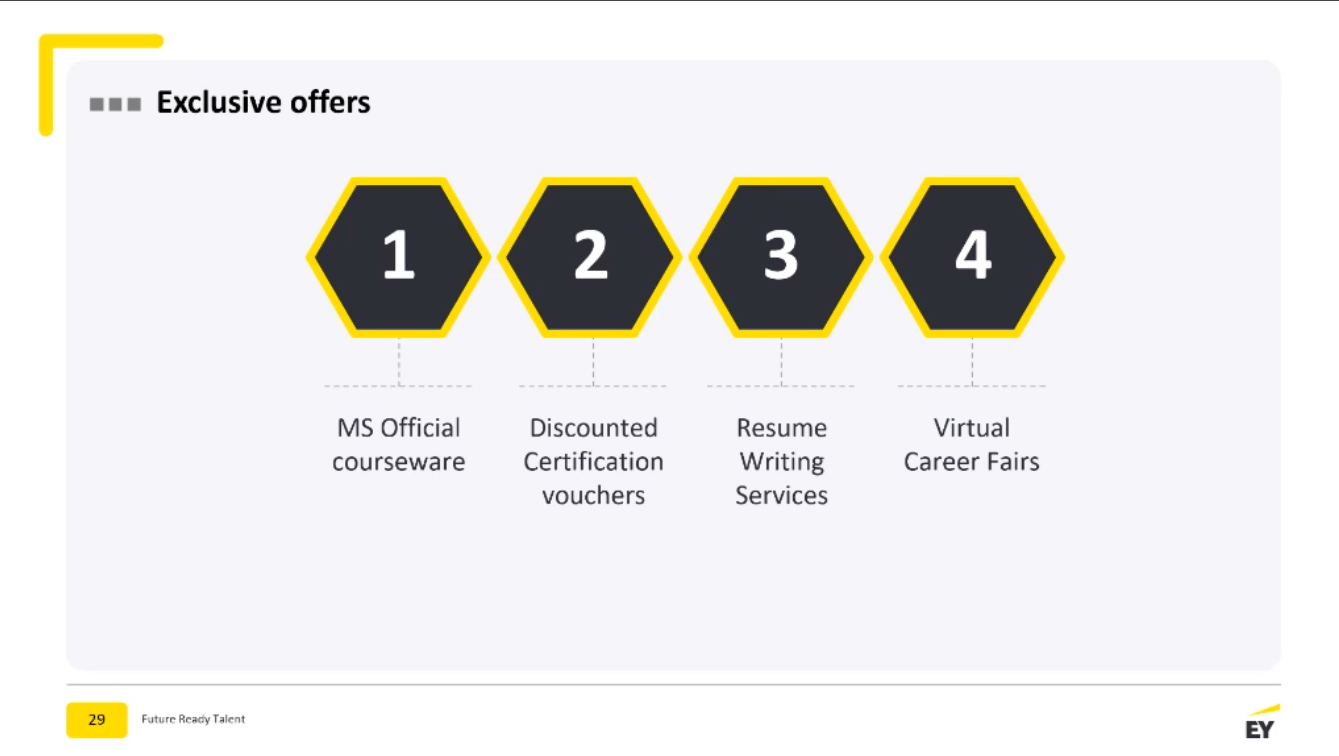 Exclusive offers
1
2
3
4
MS Official
courseware
Discounted
Certification
vouchers
Resume
Writing
Services
Virtual
Career Fairs
29
Future Ready Talent
EY